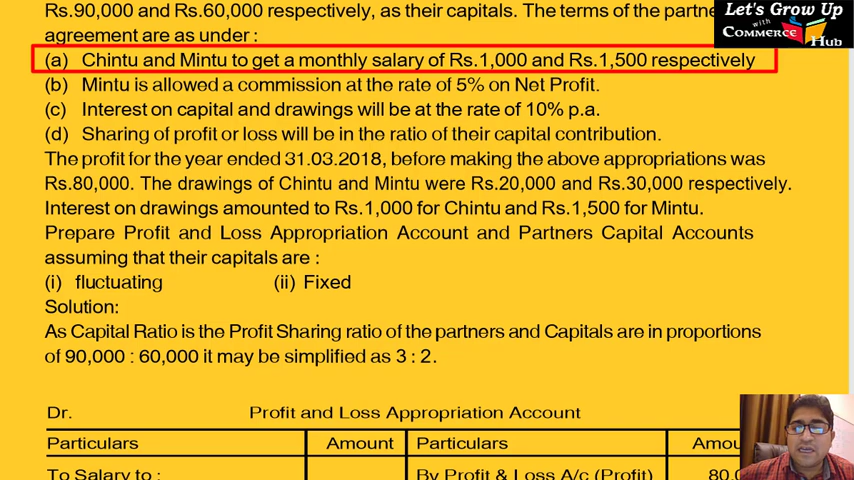 Rs.90,000 and Rs.60,000 respectively, as their capitals. The terms of the
agreement are as under :
(a) Chintu and Mintu to get a monthly salary of Rs.1,000 and Rs.1,500 respectively
(b) Mintu is allowed a commission at the rate of 5% on Net Profit.
(c) Interest on capital and drawings will be at the rate of 10% p.a.
(d) Sharing of profit or loss will be in the ratio of their capital contribution.
The profit for the year ended 31.03.2018, before making the above appropriations was
Rs.80,000. The drawings of Chintu and Mintu were Rs.20,000 and Rs.30,000 respectively.
Interest on drawings amounted to Rs.1,000 for Chintu and Rs.1,500 for Mintu.
Prepare Profit and Loss Appropriation Account and Partners Capital Accounts
assuming that their capitals are :
(i) fluctuating (ii) Fixed
Solution:
As Capital Ratio is the Profit Sharing ratio of the partners and Capitals are in proportions
of 90,000 : 60,000 it may be simplified as 3 : 2.
Dr. Profit and Loss Appropriation Account
Particulars Amount Particulars
To Salary to : By Profit & Loss A/c (Profit)
Let's Grow Up
with
Commerce
Hub